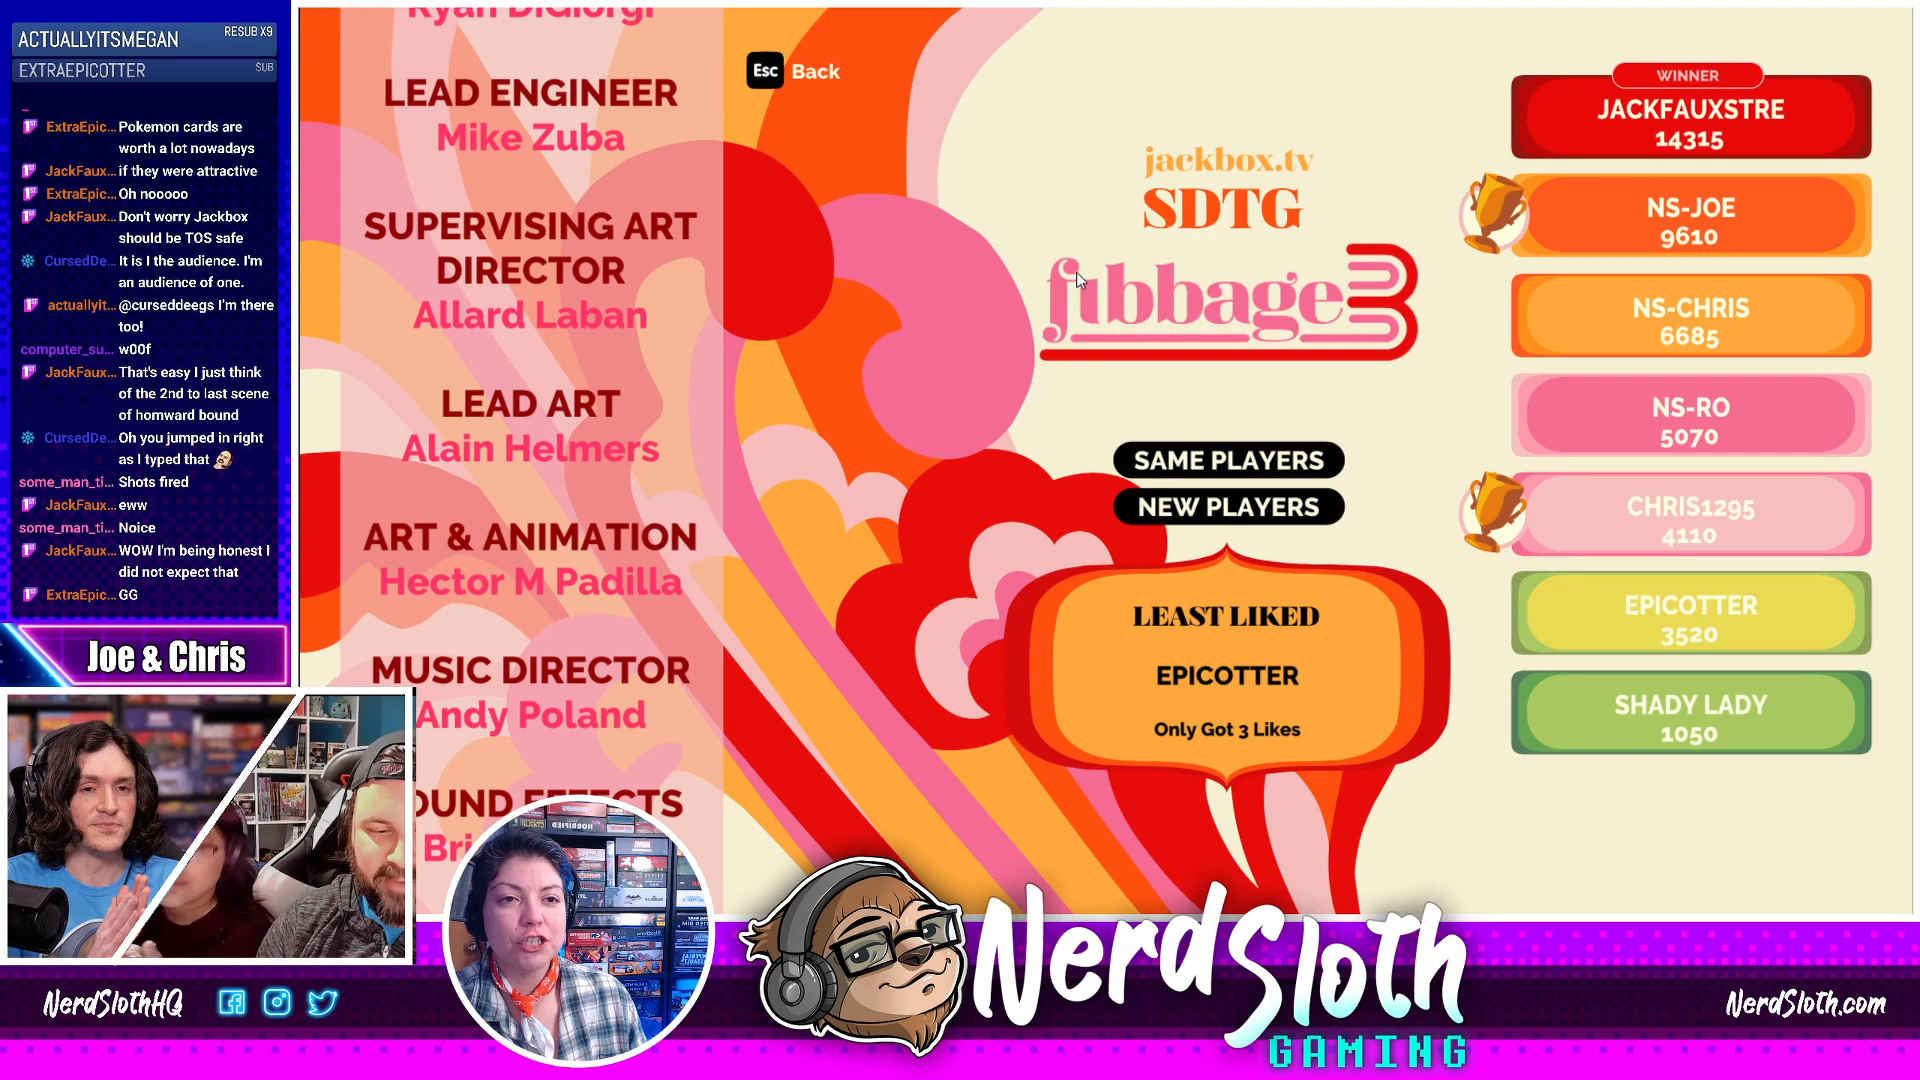 ACTUALLYITSMEGAN RESUB X9
EXTRAEPICOTTER SUB
ExtraEpic... Pokemon cards are
worth a lot nowadays
JackFaux... if they were attractive
ExtraEpic... Oh nooooo
JackFaux... Don't worry Jackbox
should be TOS safe
CursedDe... It is I the audience. I'm
an audience of one.
actuallyit... @curseddeegs I'm there
too!
computer_su... w00f
JackFaux... That's easy I just think
of the 2nd to last scene
of homward bound
CursedDe... Oh you jumped in right
as I typed that
some_man_ti... Shots fired
JackFaux... eww
some_man_ti... Noice
JackFaux... WOW I'm being honest I
did not expect that
ExtraEpic... GG
Joe & Chris
Ryan DiGiorgi
LEAD ENGINEER
Mike Zuba
SUPERVISING ART
DIRECTOR
Allard Laban
LEAD ART
Alain Helmers
ART & ANIMATION
Hector M Padilla
MUSIC DIRECTOR
Andy Poland
OUND EFFECTS
Bri
Esc Back
jackbox.tv
SDTG
fibbage 3
SAME PLAYERS
NEW PLAYERS
LEAST LIKED
EPICOTTER
Only Got 3 Likes
WINNER
JACKFAUXSTRE
14315
NS-JOE
9610
NS-CHRIS
6685
NS-RO
5070
CHRIS1295
4110
EPICOTTER
3520
SHADY LADY
1050
NerdSlothHQ
NerdSloth
GAMING
NerdSloth.com